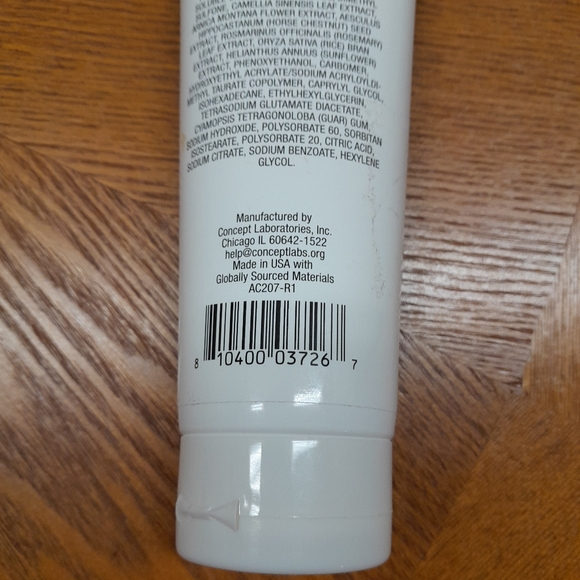 SULFONE, CAMELLIA SINENSIS LEAF EXTRACT
ARNICA MONTANA FLOWER EXTRACT, AESCULUS
HIPPOCASTANUM (HORSE CHESTNUT) SEED
EXTRACT, ROSMARINUS OFFICINALIS (ROSEMARY)
LEAF EXTRACT, ORYZA SATIVA (RICE) BRAN
EXTRACT, HELIANTHUS ANNUUS (SUNFLOWER)
EXTRACT, PHENOXYETHANOL, CARBOMER,
HYDROXYETHYL ACRYLATE/SODIUM ACRYLOYLDI-
METHYL TAURATE COPOLYMER, CAPRYLYL GLYCOL,
ISOHEXADECANE, ETHYLHEXYLGLYCERIN,
TETRASODIUM GLUTAMATE DIACETATE,
CYAMOPSIS TETRAGONOLOBA (GUAR) GUM,
SODIUM HYDROXIDE, POLYSORBATE 60, SORBITAN
ISOSTEARATE, POLYSORBATE 20, CITRIC ACID,
SODIUM CITRATE, SODIUM BENZOATE, HEXYLENE
GLYCOL.
Manufactured by
Concept Laboratories, Inc.
Chicago IL 60642-1522
help@conceptlabs.org
Made in USA with
Globally Sourced Materials
AC207-R1
8 10400 03726 7